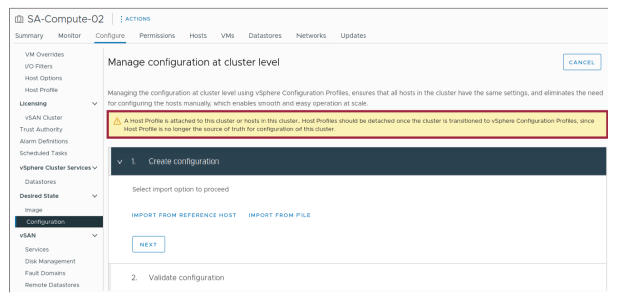 SA-Compute-02
ACTIONS
Summary Monitor Configure Permissions Hosts VMs Datastores Networks Updates
VM Overrides
I/O Filters
Host Options
Host Profile
Licensing
vSAN Cluster
Trust Authority
Alarm Definitions
Scheduled Tasks
vSphere Cluster Services
Datastores
Desired State
Image
Configuration
vSAN
Services
Disk Management
Fault Domains
Remote Datastores
Manage configuration at cluster level
CANCEL
Managing the configuration at cluster level using vSphere Configuration Profiles, ensures that all hosts in the cluster have the same settings, and eliminates the need
for configuring the hosts manually, which enables smooth and easy operation at scale.
A Host Profile is attached to this cluster or hosts in this cluster. Host Profiles should be detached once the cluster is transitioned to vSphere Configuration Profiles, since
Host Profile is no longer the source of truth for configuration on this cluster.
1. Create configuration
Select import option to proceed
IMPORT FROM REFERENCE HOST IMPORT FROM FILE
NEXT
2. Validate configuration